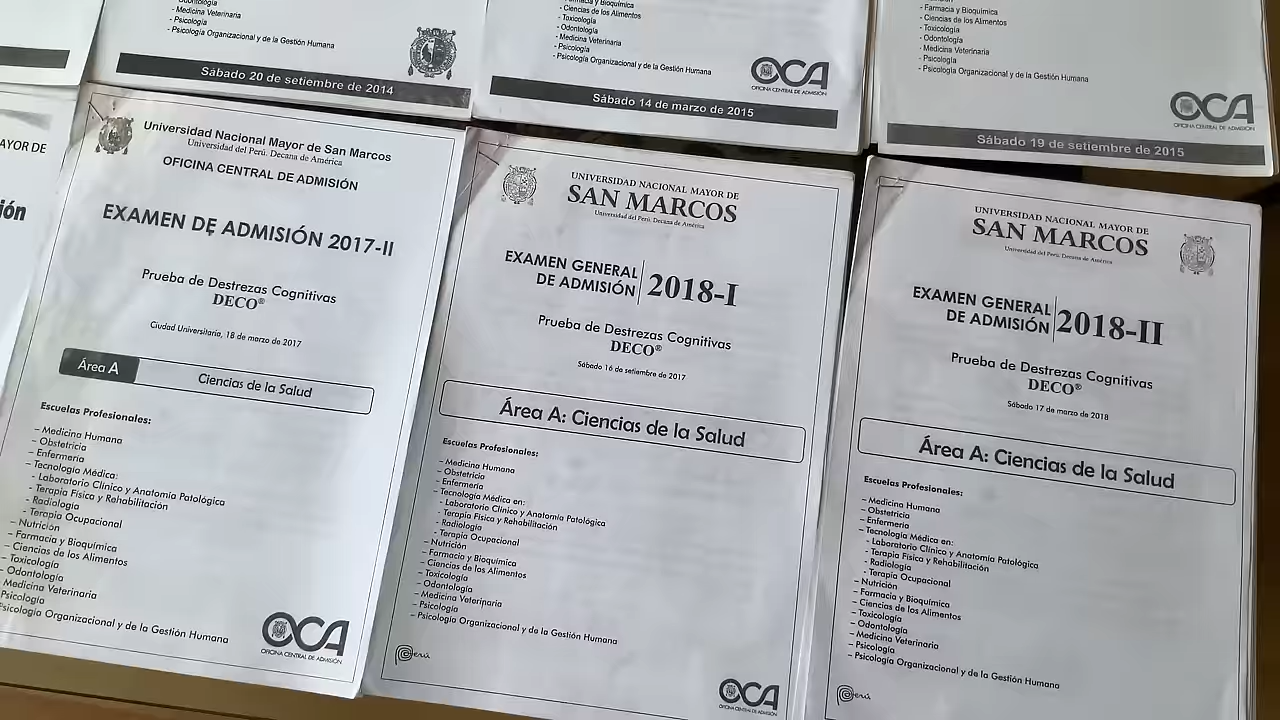 - Odontología
- Medicina Veterinaria
- Psicología
- Psicología Organizacional y de la Gestión Humana
Sábado 20 de setiembre de 2014
- Farmacia y Bioquímica
- Ciencias de los Alimentos
- Toxicología
- Odontología
- Medicina Veterinaria
- Psicología
- Psicología Organizacional y de la Gestión Humana
OCA
OFICINA CENTRAL DE ADMISIÓN
Sábado 14 de marzo de 2015
- Farmacia y Bioquímica
- Ciencias de los Alimentos
- Toxicología
- Odontología
- Medicina Veterinaria
- Psicología
- Psicología Organizacional y de la Gestión Humana
OCA
OFICINA CENTRAL DE ADMISIÓN
Sábado 19 de setiembre de 2015
AYOR DE
ión
Universidad Nacional Mayor de San Marcos
Universidad del Perú. Decana de América
OFICINA CENTRAL DE ADMISIÓN
EXAMEN DE ADMISIÓN 2017-II
Prueba de Destrezas Cognitivas
DECO®
Ciudad Universitaria, 18 de marzo de 2017
Área A Ciencias de la Salud
Escuelas Profesionales:
– Medicina Humana
– Obstetricia
– Enfermería
– Tecnología Médica:
- Laboratorio Clínico y Anatomía Patológica
- Terapia Física y Rehabilitación
- Radiología
- Terapia Ocupacional
– Nutrición
– Farmacia y Bioquímica
– Ciencias de los Alimentos
– Toxicología
– Odontología
Medicina Veterinaria
Psicología
Psicología Organizacional y de la Gestión Humana
OCA
OFICINA CENTRAL DE ADMISIÓN
UNIVERSIDAD NACIONAL MAYOR DE
SAN MARCOS
Universidad del Perú. Decana de América
EXAMEN GENERAL
DE ADMISIÓN 2018-I
Prueba de Destrezas Cognitivas
DECO®
Sábado 16 de setiembre de 2017
Área A: Ciencias de la Salud
Escuelas Profesionales:
– Medicina Humana
– Obstetricia
– Enfermería
– Tecnología Médica en:
- Laboratorio Clínico y Anatomía Patológica
- Terapia Física y Rehabilitación
- Radiología
- Terapia Ocupacional
– Nutrición
– Farmacia y Bioquímica
– Ciencias de los Alimentos
– Toxicología
– Odontología
– Medicina Veterinaria
– Psicología
– Psicología Organizacional y de la Gestión Humana
Perú
OCA
OFICINA CENTRAL DE ADMISIÓN
UNIVERSIDAD NACIONAL MAYOR DE
SAN MARCOS
Universidad del Perú. Decana de América
EXAMEN GENERAL
DE ADMISIÓN 2018-II
Prueba de Destrezas Cognitivas
DECO®
Sábado 17 de marzo de 2018
Área A: Ciencias de la Salud
Escuelas Profesionales:
– Medicina Humana
– Obstetricia
– Enfermería
– Tecnología Médica en:
- Laboratorio Clínico y Anatomía Patológica
- Terapia Física y Rehabilitación
- Radiología
- Terapia Ocupacional
– Nutrición
– Farmacia y Bioquímica
– Ciencias de los Alimentos
– Toxicología
– Odontología
– Medicina Veterinaria
– Psicología
– Psicología Organizacional y de la Gestión Humana
Perú